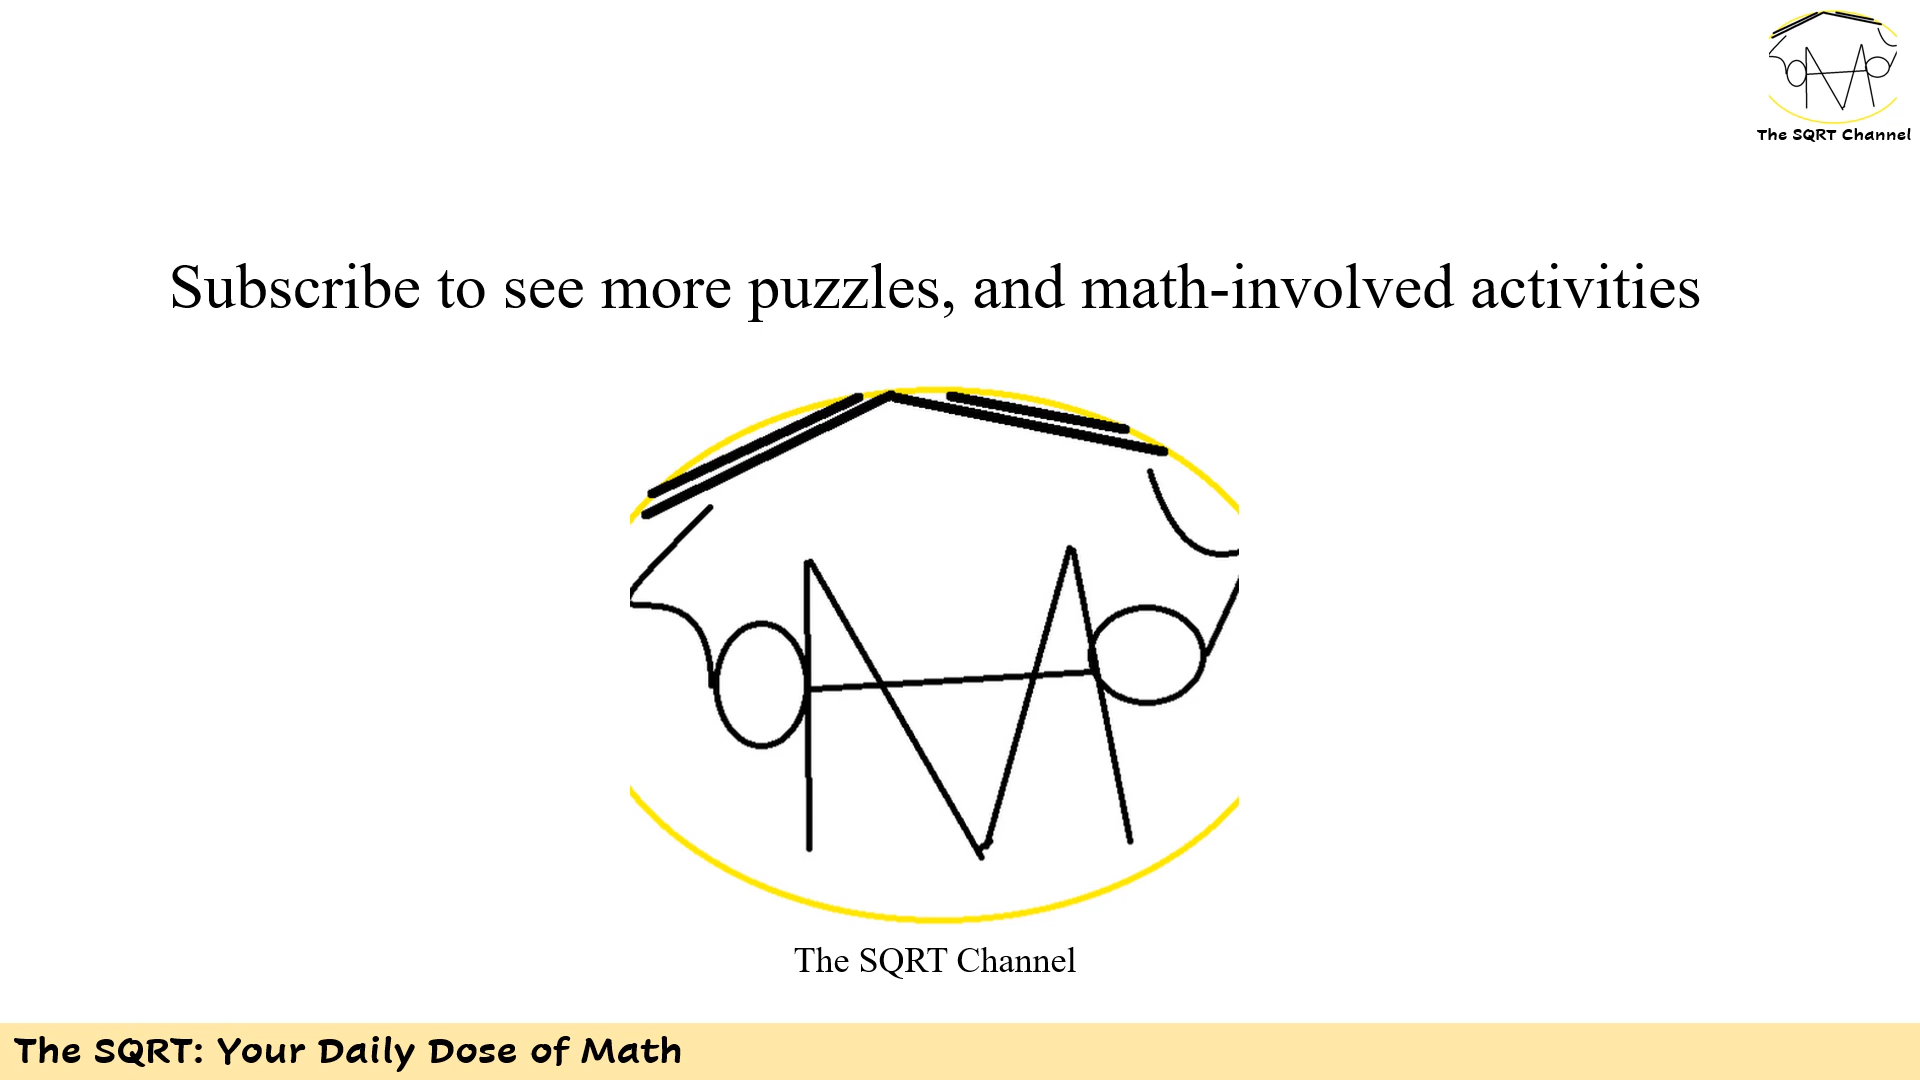 The SQRT Channel
Subscribe to see more puzzles, and math-involved activities
The SQRT Channel
The SQRT: Your Daily Dose of Math